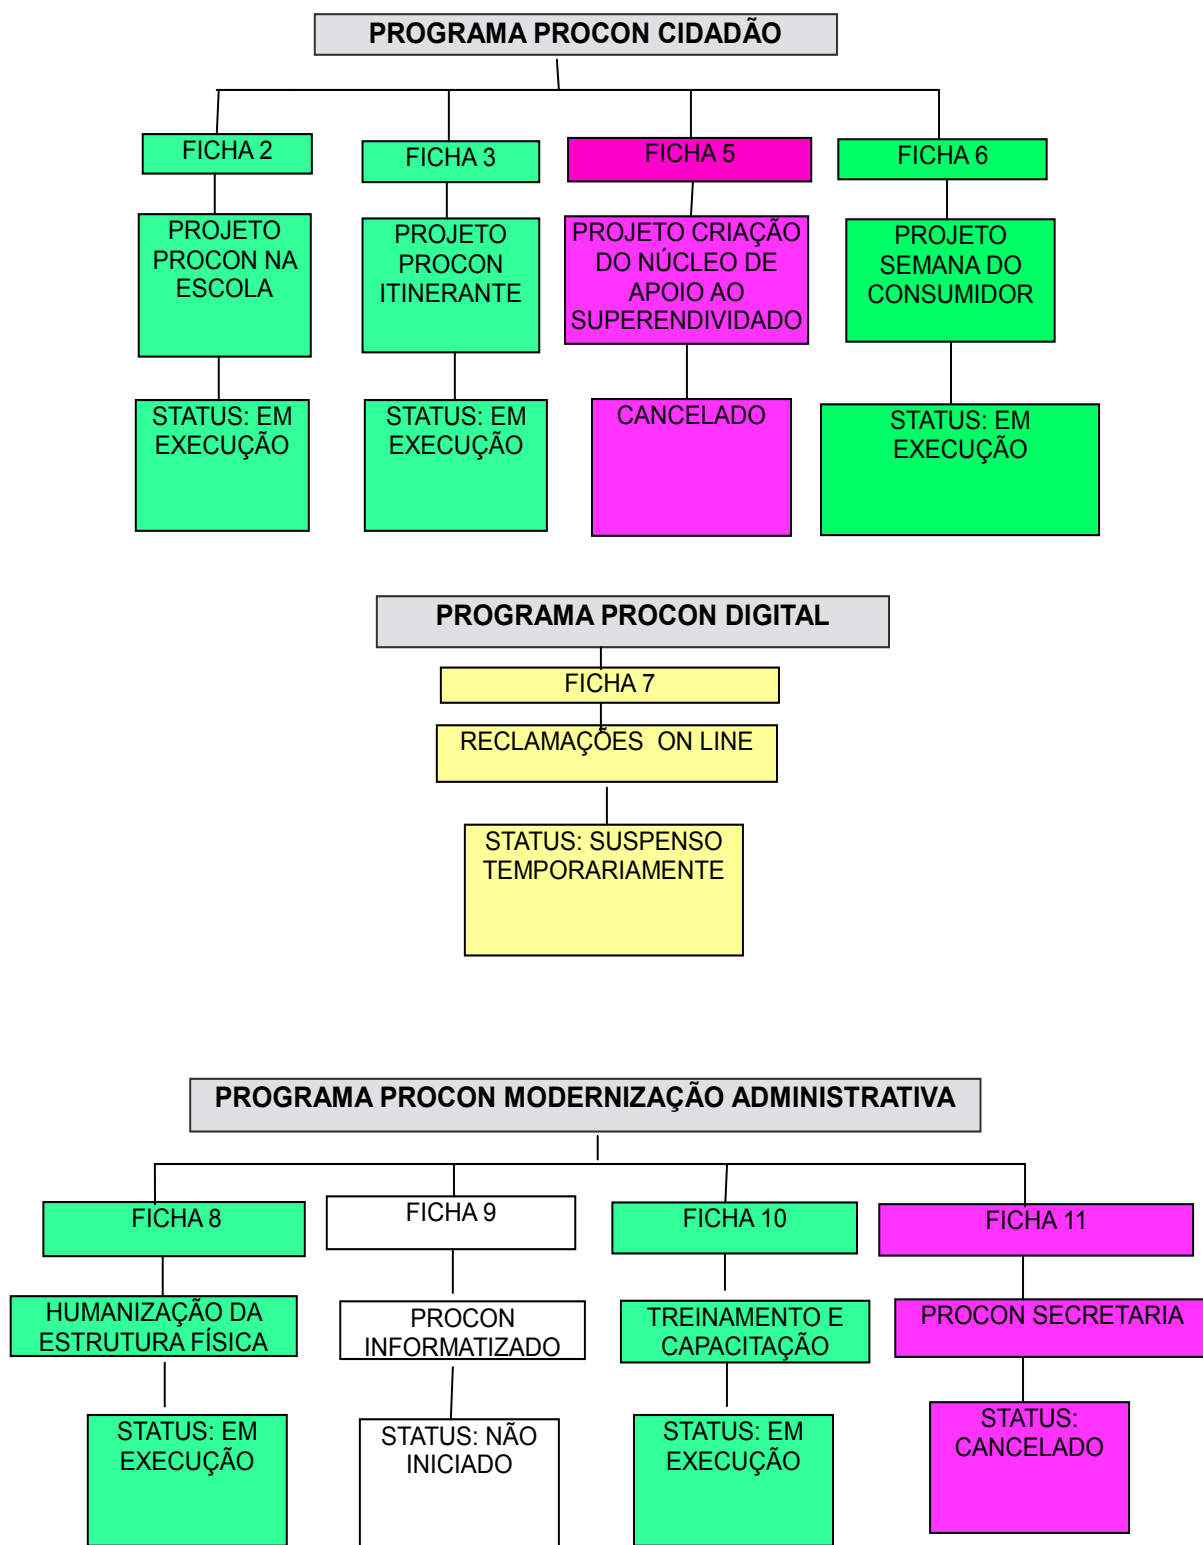 PROGRAMA PROCON CIDADÃO
FICHA 2
FICHA 3
FICHA 5
FICHA 6
PROJETO
PROCON NA
ESCOLA
PROJETO
PROCON
ITINERANTE
PROJETO CRIAÇÃO
DO NÚCLEO DE
APOIO AO
SUPERENDIVIDADO
PROJETO
SEMANA DO
CONSUMIDOR
STATUS: EM
EXECUÇÃO
STATUS: EM
EXECUÇÃO
CANCELADO
STATUS: EM
EXECUÇÃO
PROGRAMA PROCON DIGITAL
FICHA 7
RECLAMAÇÕES  ON LINE
STATUS: SUSPENSO
TEMPORARIAMENTE
PROGRAMA PROCON MODERNIZAÇÃO ADMINISTRATIVA
FICHA 8
FICHA 9
FICHA 10
FICHA 11
HUMANIZAÇÃO DA
ESTRUTURA FÍSICA
PROCON
INFORMATIZADO
TREINAMENTO E
CAPACITAÇÃO
PROCON SECRETARIA
STATUS: EM
EXECUÇÃO
STATUS: NÃO
INICIADO
STATUS: EM
EXECUÇÃO
STATUS:
CANCELADO